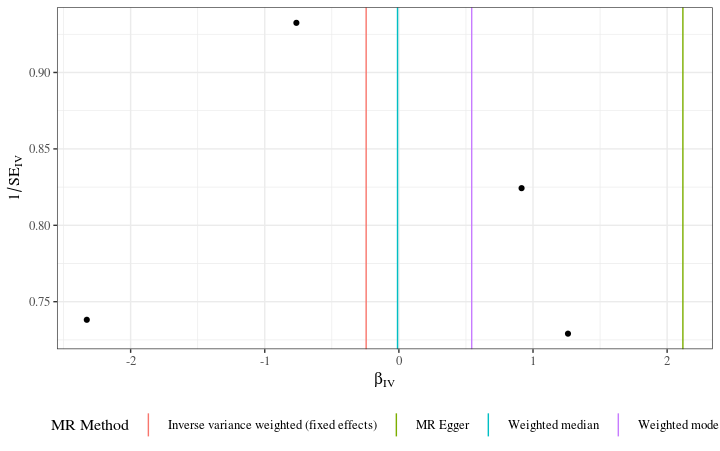 1/SE_IV
0.90
0.85
0.80
0.75
-2 -1 0 1 2
β_IV
MR Method Inverse variance weighted (fixed effects) MR Egger Weighted median Weighted mode